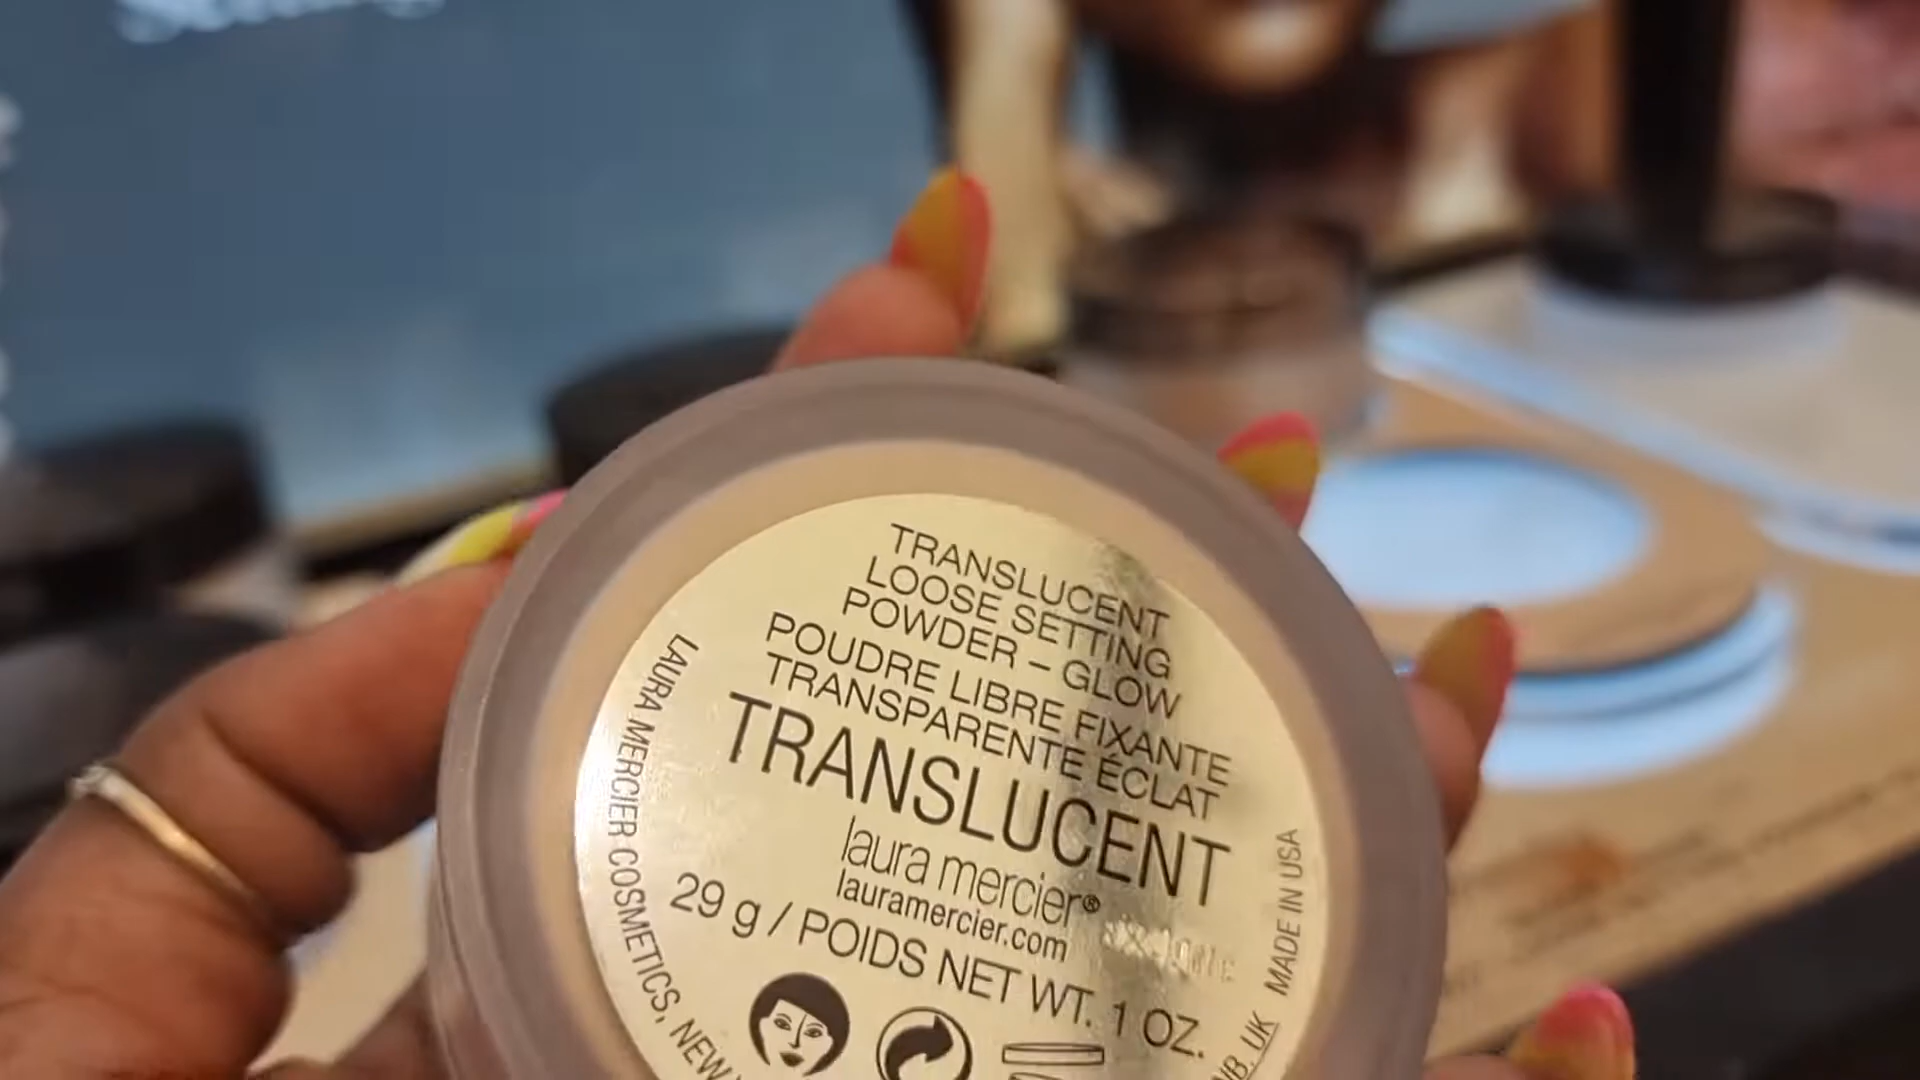 TRANSLUCENT
LOOSE SETTING
POWDER – GLOW
POUDRE LIBRE FIXANTE
TRANSPARENTE ÉCLAT
TRANSLUCENT
laura mercier®
lauramercier.com
29 g / POIDS NET WT. 1 OZ.
LAURA MERCIER COSMETICS, NEW
UK
MADE IN USA